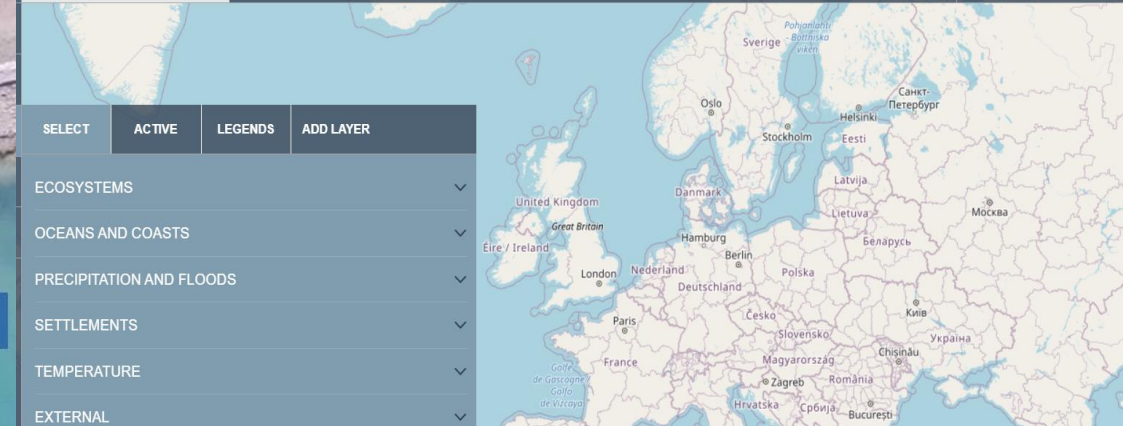 Pohjanlahti
- Botthiska
viken
Sverige
Санкт-
Петербург
Oslo
Helsinki
Stockholm
Eesti
SELECT
ACTIVE
LEGENDS
ADD LAYER
Latvija
ECOSYSTEMS
Danmark
United Kingdom
Lietuva
Москва
Great Britain
OCEANS AND COASTS
Hamburg
Беларусь
Éire / Ireland
Berlin
London
Nederland
Polska
PRECIPITATION AND FLOODS
Deutschland
Київ
Česko
Paris
SETTLEMENTS
Slovensko
Україна
Chișinău
France
Magyarország
Golfe
de Gascogne
Golfo
de Vizcaya
TEMPERATURE
Zagreb
România
Hrvatska
Србија
București
EXTERNAL